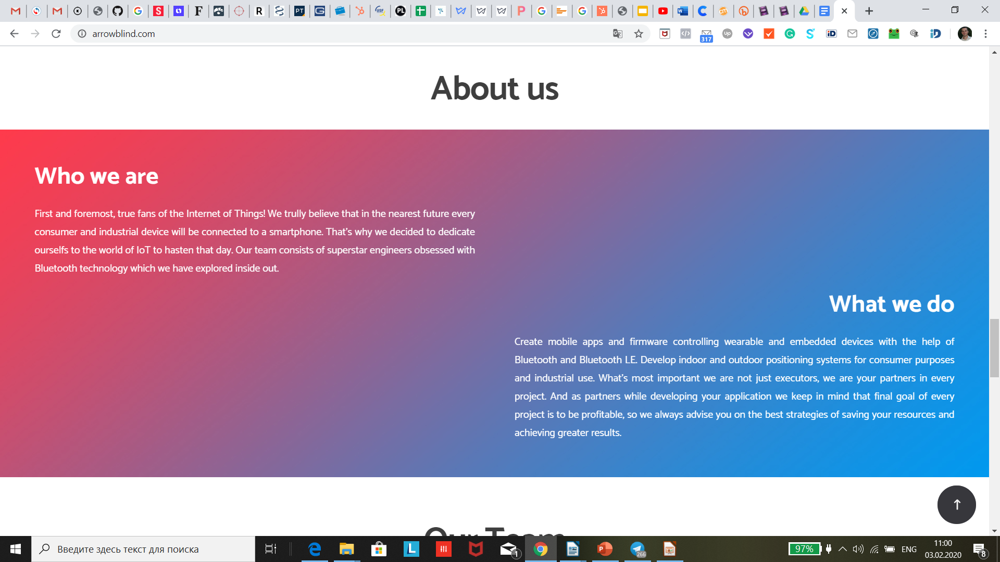 arrowblind.com
317
About us
Who we are
First and foremost, true fans of the Internet of Things! We trully believe that in the nearest future every
consumer and industrial device will be connected to a smartphone. That's why we decided to dedicate
ourselfs to the world of IoT to hasten that day. Our team consists of superstar engineers obsessed with
Bluetooth technology which we have explored inside out.
What we do
Create mobile apps and firmware controlling wearable and embedded devices with the help of
Bluetooth and Bluetooth LE. Develop indoor and outdoor positioning systems for consumer purposes
and industrial use. What's most important we are not just executors, we are your partners in every
project. And as partners while developing your application we keep in mind that final goal of every
project is to be profitable, so we always advise you on the best strategies of saving your resources and
achieving greater results.
Our Team
Введите здесь текст для поиска
1
266
97%
ENG
11:00
03.02.2020
8